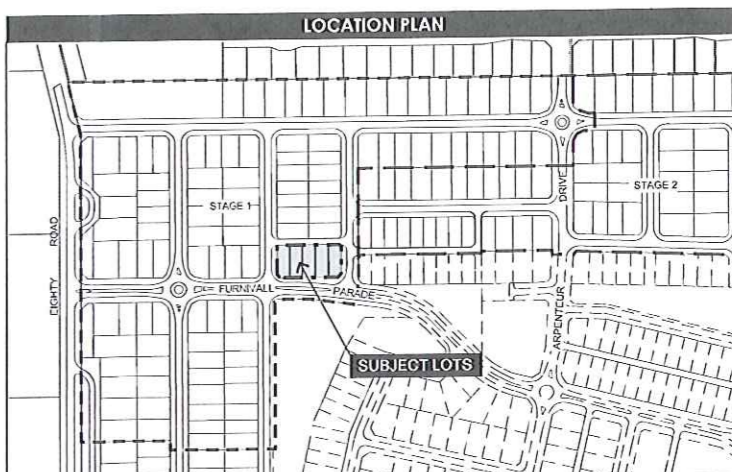 LOCATION PLAN
STAGE 1
STAGE 2
DRIVE
EIGHTY ROAD
FURNIVALL PARADE
ARPENTEUR
SUBJECT LOTS